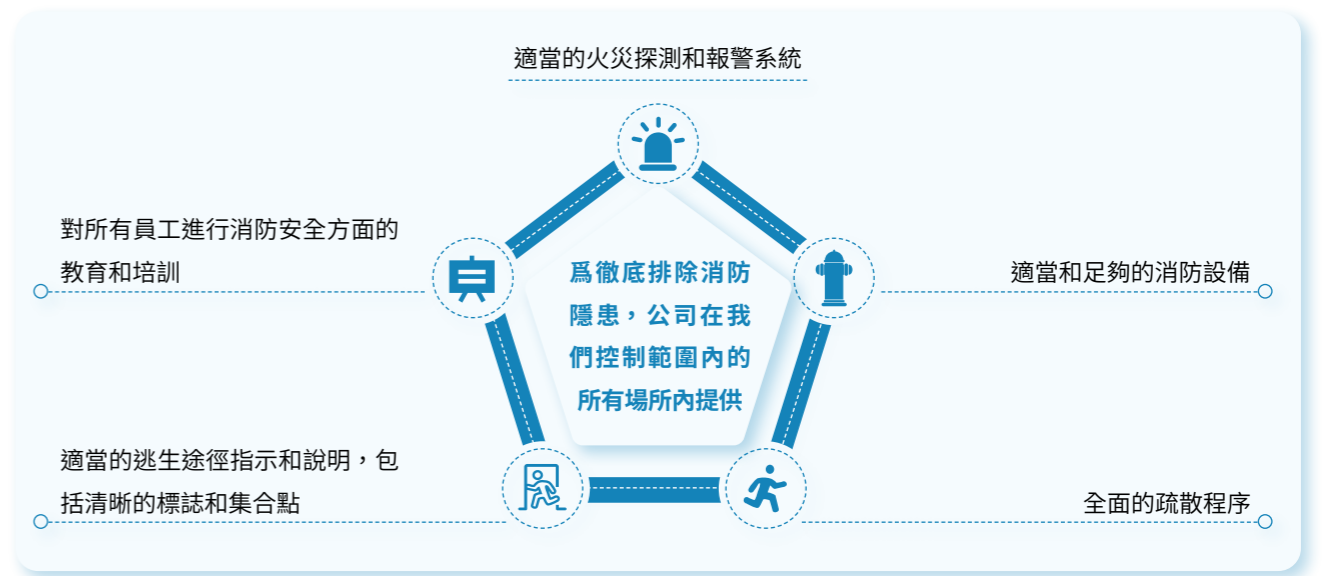 適當的火災探測和報警系統
對所有員工進行消防安全方面的
教育和培訓
適當和足夠的消防設備
爲徹底排除消防
隱患，公司在我
們控制範圍內的
所有場所內提供
適當的逃生途徑指示和說明，包
括清晰的標誌和集合點
全面的疏散程序